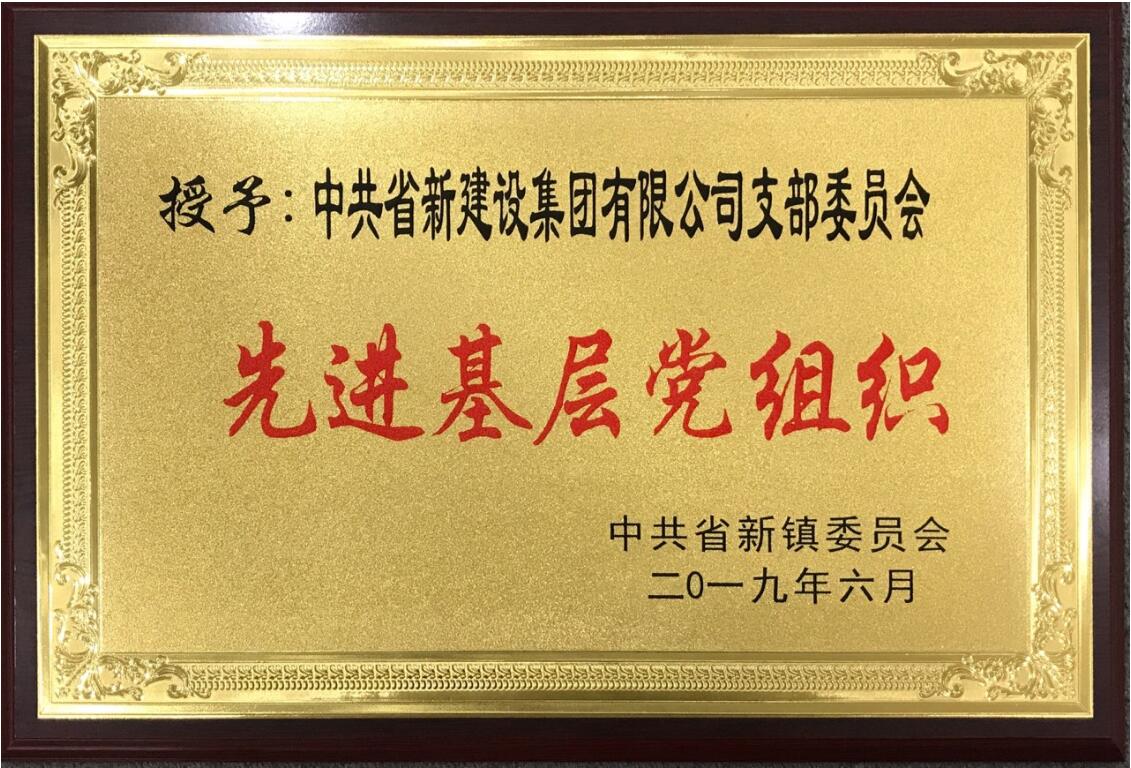 授予：中共省新建设集团有限公司支部委员会
先进基层党组织
中共省新镇委员会
二0一九年六月